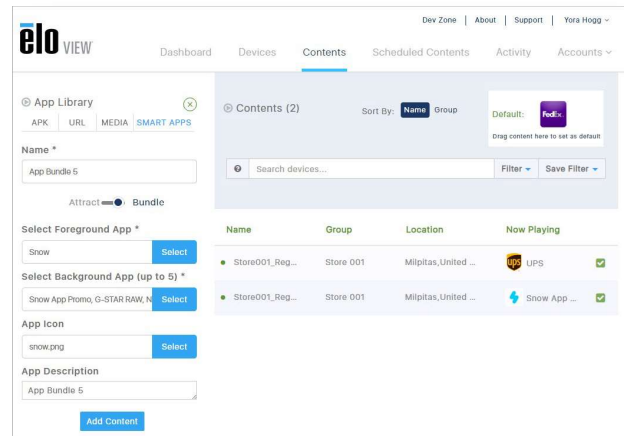 Dev Zone | About | Support | Yora Hogg
elo VIEW
Dashboard Devices Contents Scheduled Contents Activity Accounts
App Library
APK URL MEDIA SMART APPS
Name *
App Bundle 5
Attract Bundle
Select Foreground App *
Snow Select
Select Background App (up to 5) *
Snow App Promo, G-STAR RAW, N Select
App Icon
snow.png Select
App Description
App Bundle 5
Add Content
Contents (2)
Sort By: Name Group
Default: FedEx
Drag content here to set as default
Search devices... Filter Save Filter
Name Group Location Now Playing
Store001_Reg... Store 001 Milpitas,United ... ups UPS
Store001_Reg... Store 001 Milpitas,United ... Snow App ...